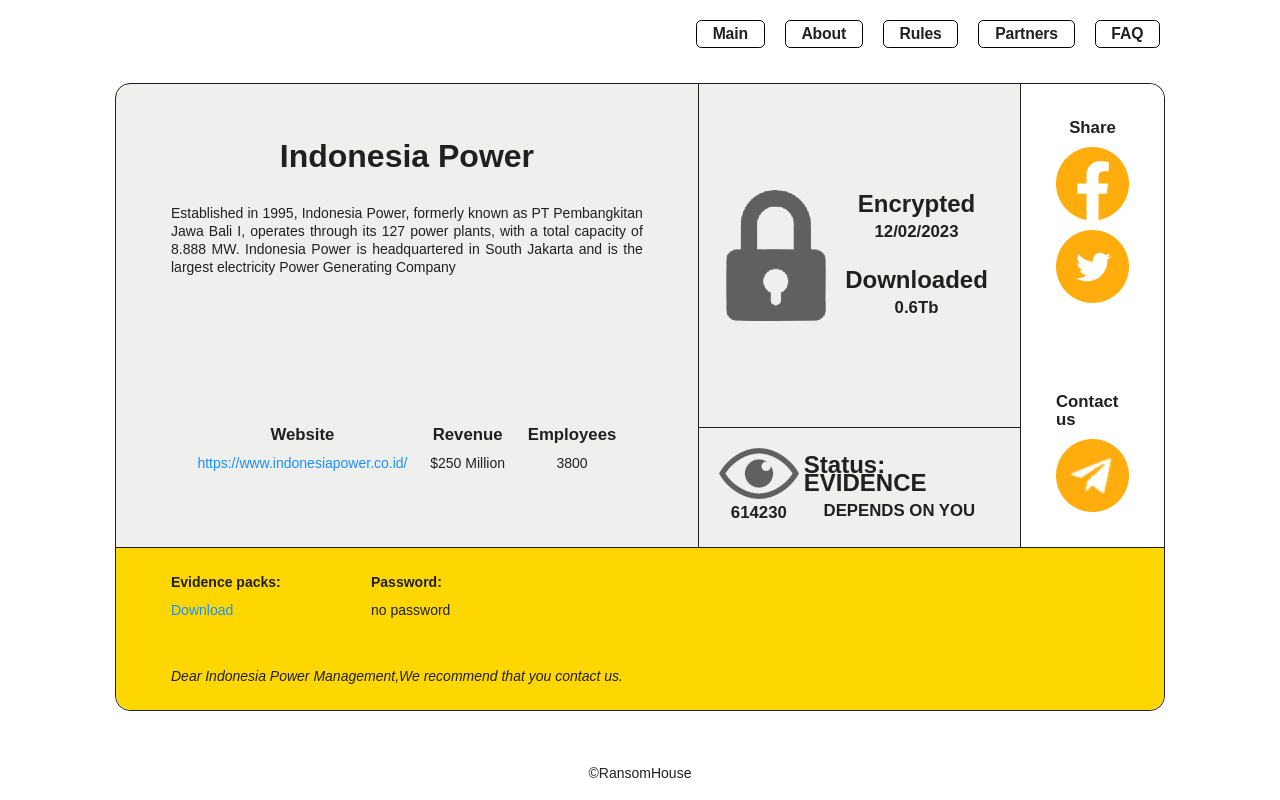 Main About Rules Partners FAQ
Indonesia Power
Established in 1995, Indonesia Power, formerly known as PT Pembangkitan
Jawa Bali I, operates through its 127 power plants, with a total capacity of
8.888 MW. Indonesia Power is headquartered in South Jakarta and is the
largest electricity Power Generating Company
Website Revenue Employees
https://www.indonesiapower.co.id/ $250 Million 3800
Encrypted
12/02/2023
Downloaded
0.6Tb
Status:
EVIDENCE
614230 DEPENDS ON YOU
Share
Contact
us
Evidence packs: Password:
Download no password
Dear Indonesia Power Management,We recommend that you contact us.
©RansomHouse